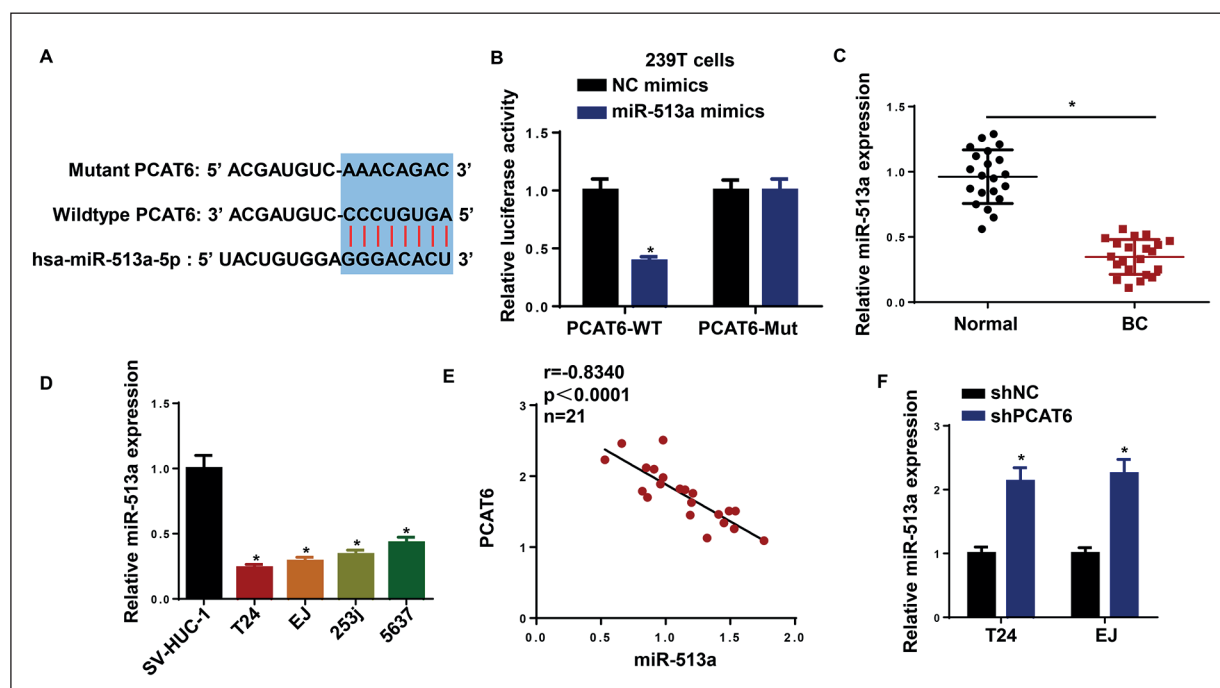 A
Mutant PCAT6: 5’ ACGAUGUC-AAACAGAC 3’
Wildtype PCAT6: 3’ ACGAUGUC-CCCUGUGA 5’
hsa-miR-513a-5p : 5’ UACUGUGGAGGGACACU 3’
B
239T cells
NC mimics
miR-513a mimics
Relative luciferase activity
1.5
1.0
0.5
0.0
*
PCAT6-WT PCAT6-Mut
C
Relative miR-513a expression
1.5
1.0
0.5
0.0
*
Normal BC
D
Relative miR-513a expression
1.5
1.0
0.5
0.0
* * * *
SV-HUC-1 T24 EJ 253j 5637
E
r=-0.8340
p<0.0001
n=21
PCAT6
3
2
1
0
0.0 0.5 1.0 1.5 2.0
miR-513a
F
shNC
shPCAT6
Relative miR-513a expression
3
2
1
0
* *
T24 EJ